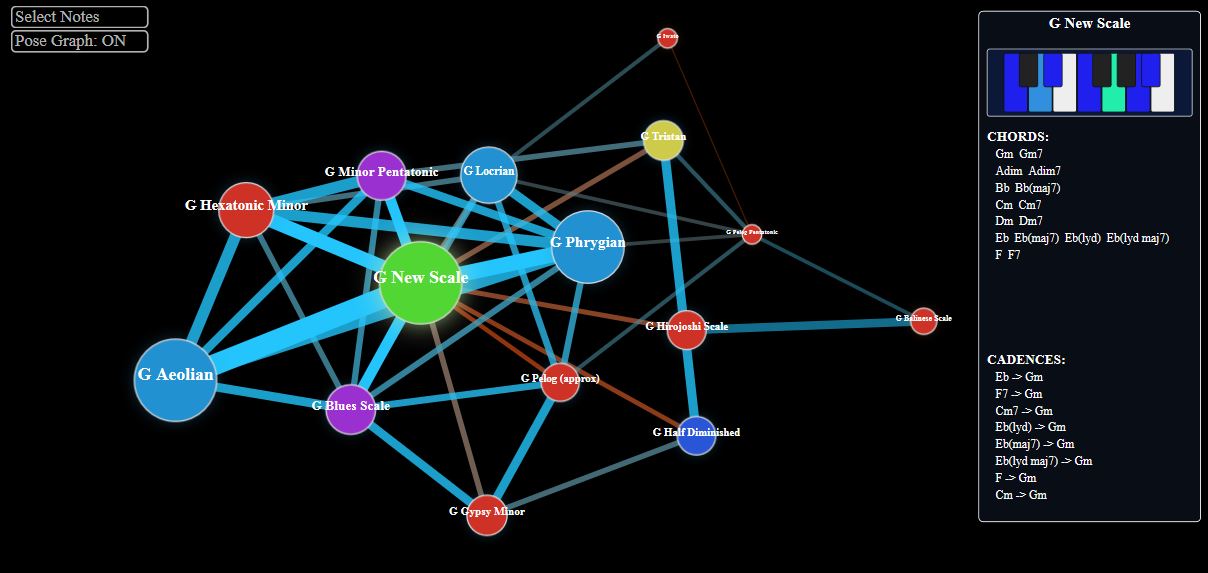 Select Notes
Pose Graph: ON
G Iwato
G Tristan
G Minor Pentatonic
G Locrian
G Hexatonic Minor
G Pelog Pentatonic
G Phrygian
G New Scale
G Balinese Scale
G Hirojoshi Scale
G Aeolian
G Pelog (approx)
G Blues Scale
G Half Diminished
G Gypsy Minor
G New Scale
CHORDS:
Gm Gm7
Adim Adim7
Bb Bb(maj7)
Cm Cm7
Dm Dm7
Eb Eb(maj7) Eb(lyd) Eb(lyd maj7)
F F7
CADENCES:
Eb -> Gm
F7 -> Gm
Cm7 -> Gm
Eb(lyd) -> Gm
Eb(maj7) -> Gm
Eb(lyd maj7) -> Gm
F -> Gm
Cm -> Gm